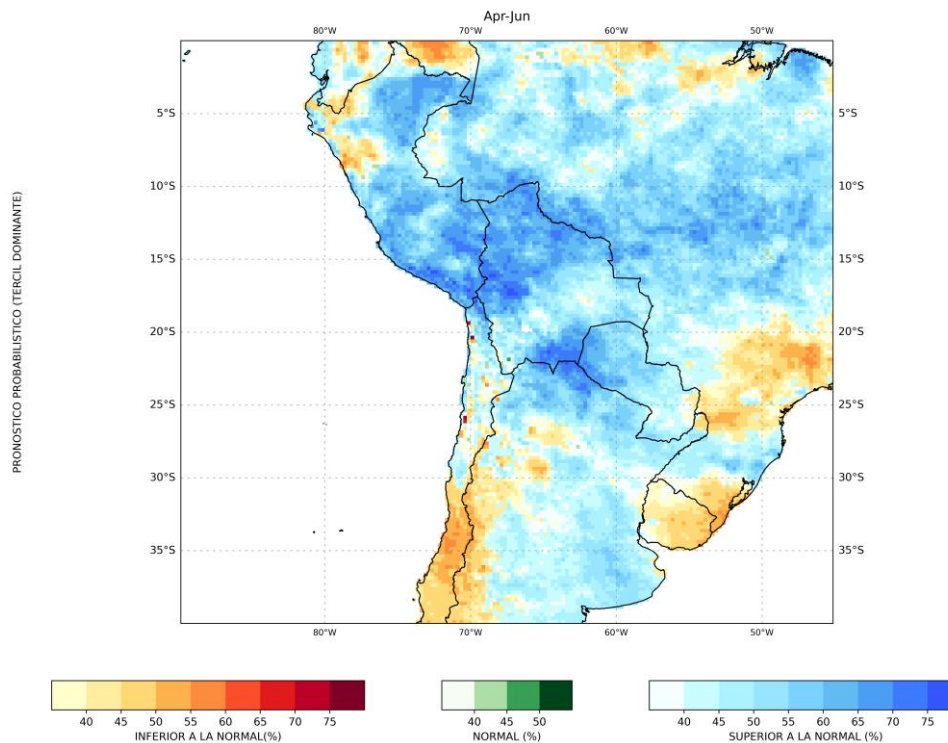 Apr-Jun
80°W 70°W 60°W 50°W
5°S 5°S
10°S 10°S
15°S 15°S
20°S 20°S
25°S 25°S
30°S 30°S
35°S 35°S
PRONOSTICO PROBABILISTICO (TERCIL DOMINANTE)
80°W 70°W 60°W 50°W
40 45 50 55 60 65 70 75
INFERIOR A LA NORMAL(%)
40 45 50
NORMAL (%)
40 45 50 55 60 65 70 75
SUPERIOR A LA NORMAL (%)